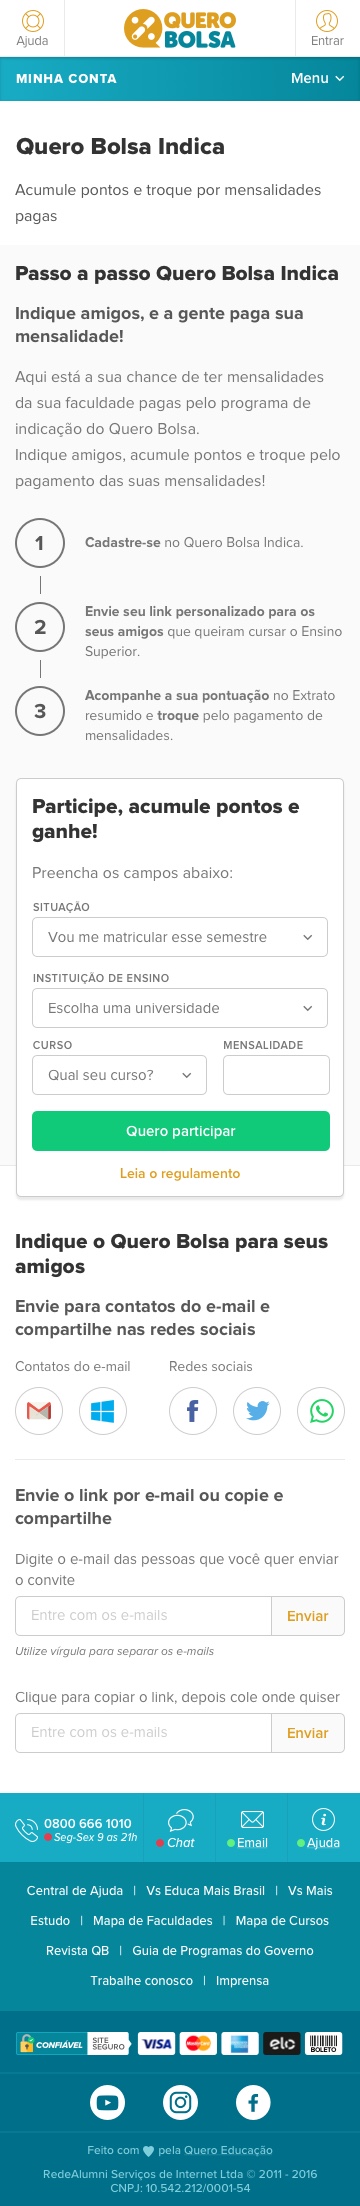 QUERO
BOLSA
Ajuda
Entrar
MINHA CONTA
Menu
Quero Bolsa Indica
Acumule pontos e troque por mensalidades
pagas
Passo a passo Quero Bolsa Indica
Indique amigos, e a gente paga sua
mensalidade!
Aqui está a sua chance de ter mensalidades
da sua faculdade pagas pelo programa de
indicação do Quero Bolsa.
Indique amigos, acumule pontos e troque pelo
pagamento das suas mensalidades!
1
Cadastre-se no Quero Bolsa Indica.
2
Envie seu link personalizado para os
seus amigos que queiram cursar o Ensino
Superior.
3
Acompanhe a sua pontuação no Extrato
resumido e troque pelo pagamento de
mensalidades.
Participe, acumule pontos e
ganhe!
Preencha os campos abaixo:
SITUAÇÃO
Vou me matricular esse semestre
INSTITUIÇÃO DE ENSINO
Escolha uma universidade
CURSO
MENSALIDADE
Qual seu curso?
Quero participar
Leia o regulamento
Indique o Quero Bolsa para seus
amigos
Envie para contatos do e-mail e
compartilhe nas redes sociais
Contatos do e-mail
Redes sociais
Envie o link por e-mail ou copie e
compartilhe
Digite o e-mail das pessoas que você quer enviar
o convite
Entre com os e-mails
Enviar
Utilize vírgula para separar os e-mails
Clique para copiar o link, depois cole onde quiser
Entre com os e-mails
Enviar
0800 666 1010
Seg-Sex 9 as 21h
Chat
Email
Ajuda
Central de Ajuda | Vs Educa Mais Brasil | Vs Mais
Estudo | Mapa de Faculdades | Mapa de Cursos
Revista QB | Guia de Programas do Governo
Trabalhe conosco | Imprensa
CONFIÁVEL
SITE
SEGURO
VISA
MasterCard
elo
BOLETO
Feito com pela Quero Educação
RedeAlumni Serviços de Internet Ltda © 2011 - 2016
CNPJ: 10.542.212/0001-54